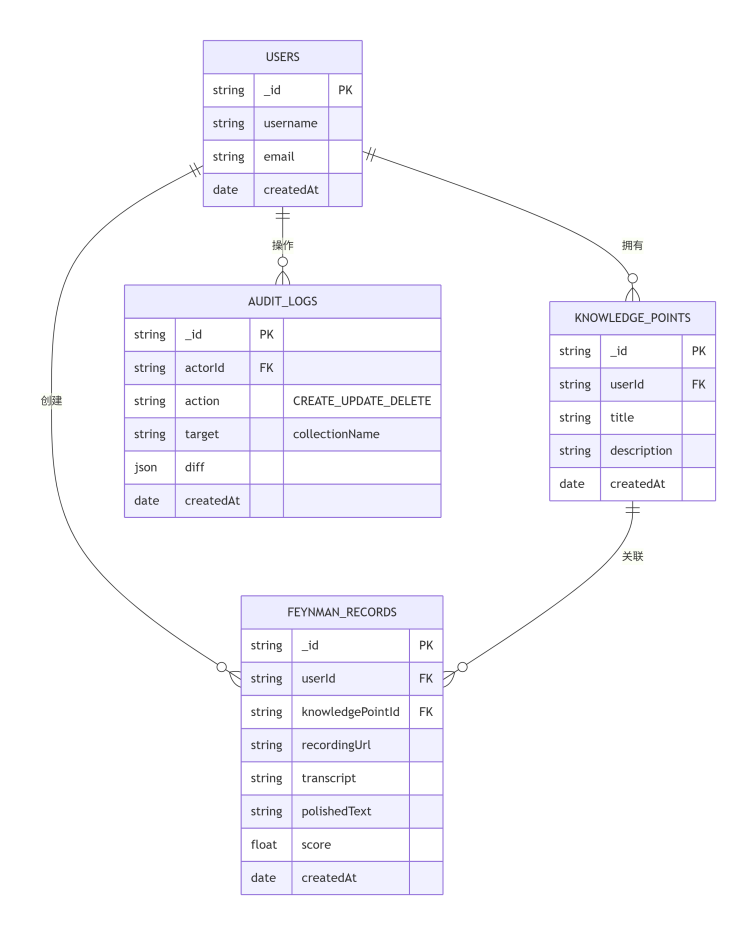 USERS
string _id PK
string username
string email
date createdAt
操作
拥有
创建
AUDIT_LOGS
string _id PK
string actorId FK
string action CREATE_UPDATE_DELETE
string target collectionName
json diff
date createdAt
KNOWLEDGE_POINTS
string _id PK
string userId FK
string title
string description
date createdAt
关联
FEYNMAN_RECORDS
string _id PK
string userId FK
string knowledgePointId FK
string recordingUrl
string transcript
string polishedText
float score
date createdAt